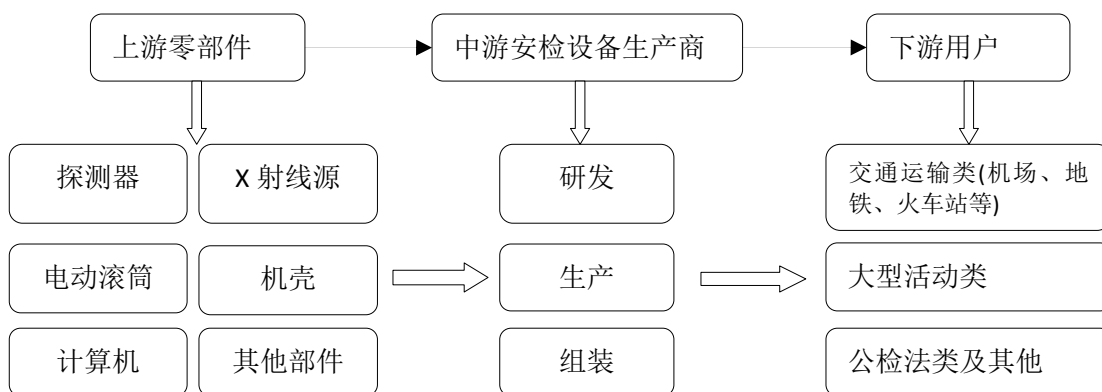 上游零部件
中游安检设备生产商
下游用户
探测器
X 射线源
研发
交通运输类(机场、地
铁、火车站等)
电动滚筒
机壳
生产
大型活动类
计算机
其他部件
组装
公检法类及其他